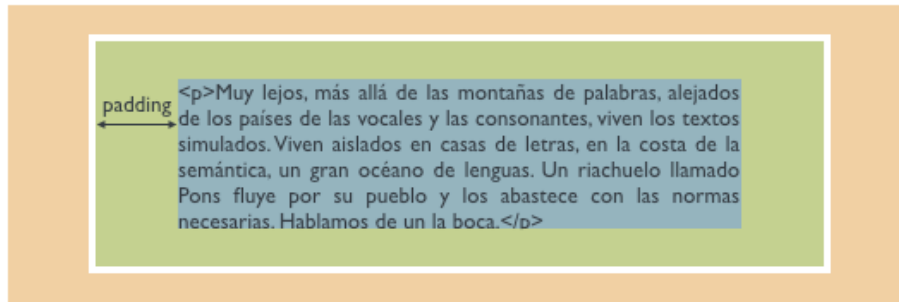 padding
<p>Muy lejos, más allá de las montañas de palabras, alejados
de los países de las vocales y las consonantes, viven los textos
simulados. Viven aislados en casas de letras, en la costa de la
semántica, un gran océano de lenguas. Un riachuelo llamado
Pons fluye por su pueblo y los abastece con las normas
necesarias. Hablamos de un la boca.</p>